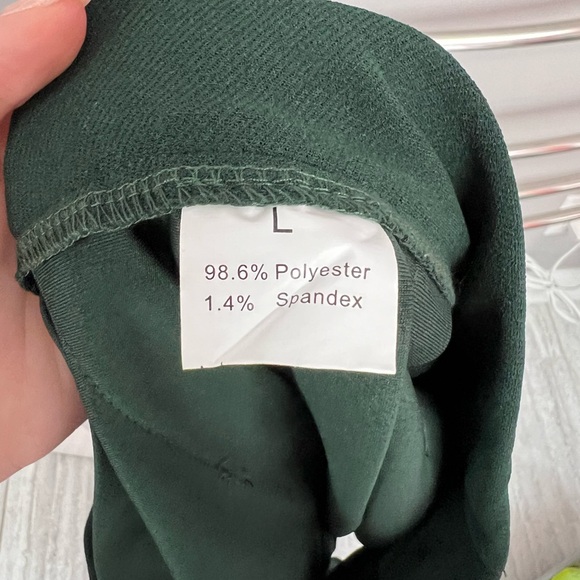 L
98.6% Polyester
1.4% Spandex